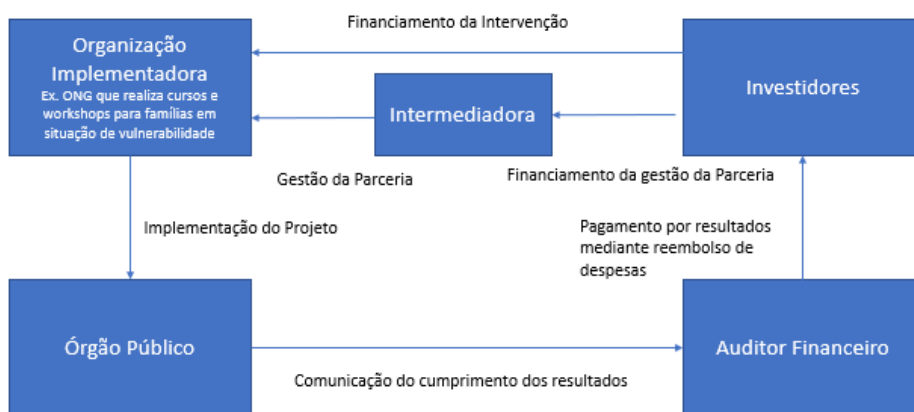 Financiamento da Intervenção
Organização
Implementadora
Ex. ONG que realiza cursos e
workshops para famílias em
situação de vulnerabilidade
Intermediadora
Investidores
Gestão da Parceria
Financiamento da gestão da Parceria
Implementação do Projeto
Pagamento por resultados
mediante reembolso de
despesas
Órgão Público
Auditor Financeiro
Comunicação do cumprimento dos resultados